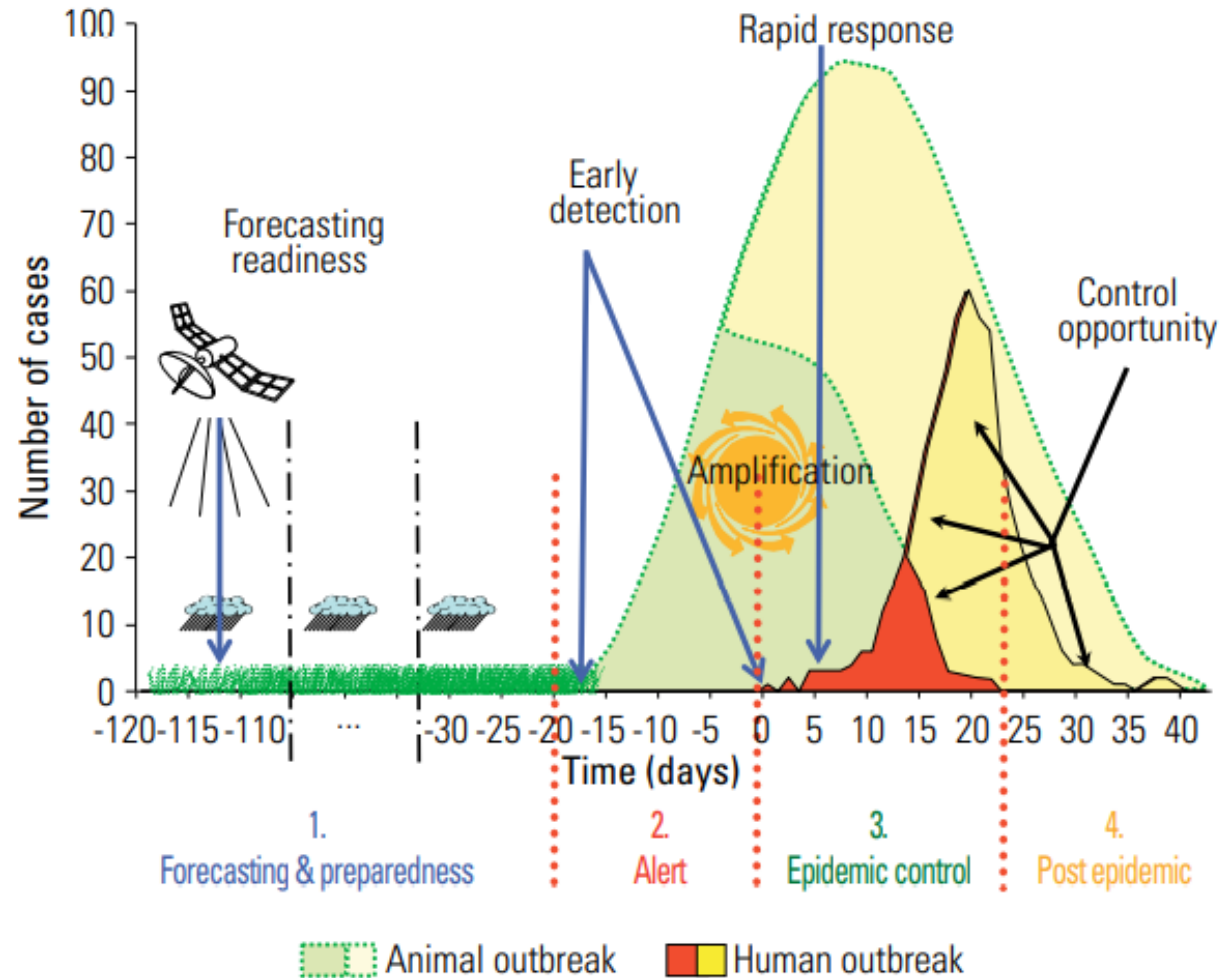 100
90
80
70
60
50
40
30
20
10
0
Number of cases
Forecasting
readiness
Early
detection
Rapid response
Amplification
Control
opportunity
-120 -115 -110 ... -30 -25 -20 -15 -10 -5 0 5 10 15 20 25 30 35 40
Time (days)
1.
Forecasting & preparedness
2.
Alert
3.
Epidemic control
4.
Post epidemic
Animal outbreak
Human outbreak